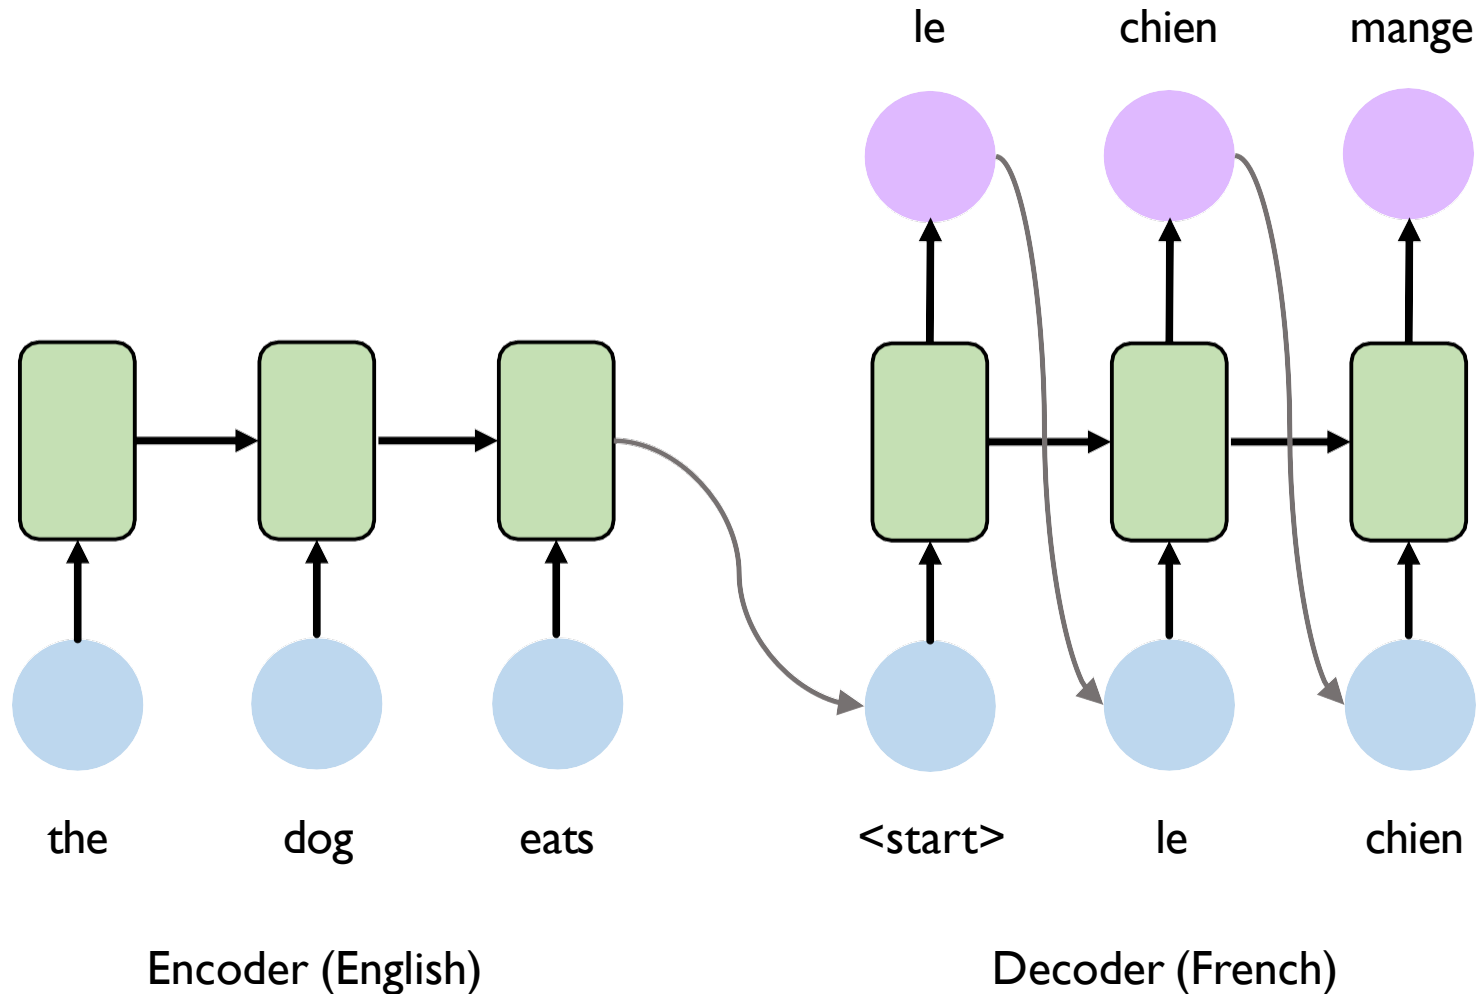 le chien mange
the dog eats <start> le chien
Encoder (English) Decoder (French)